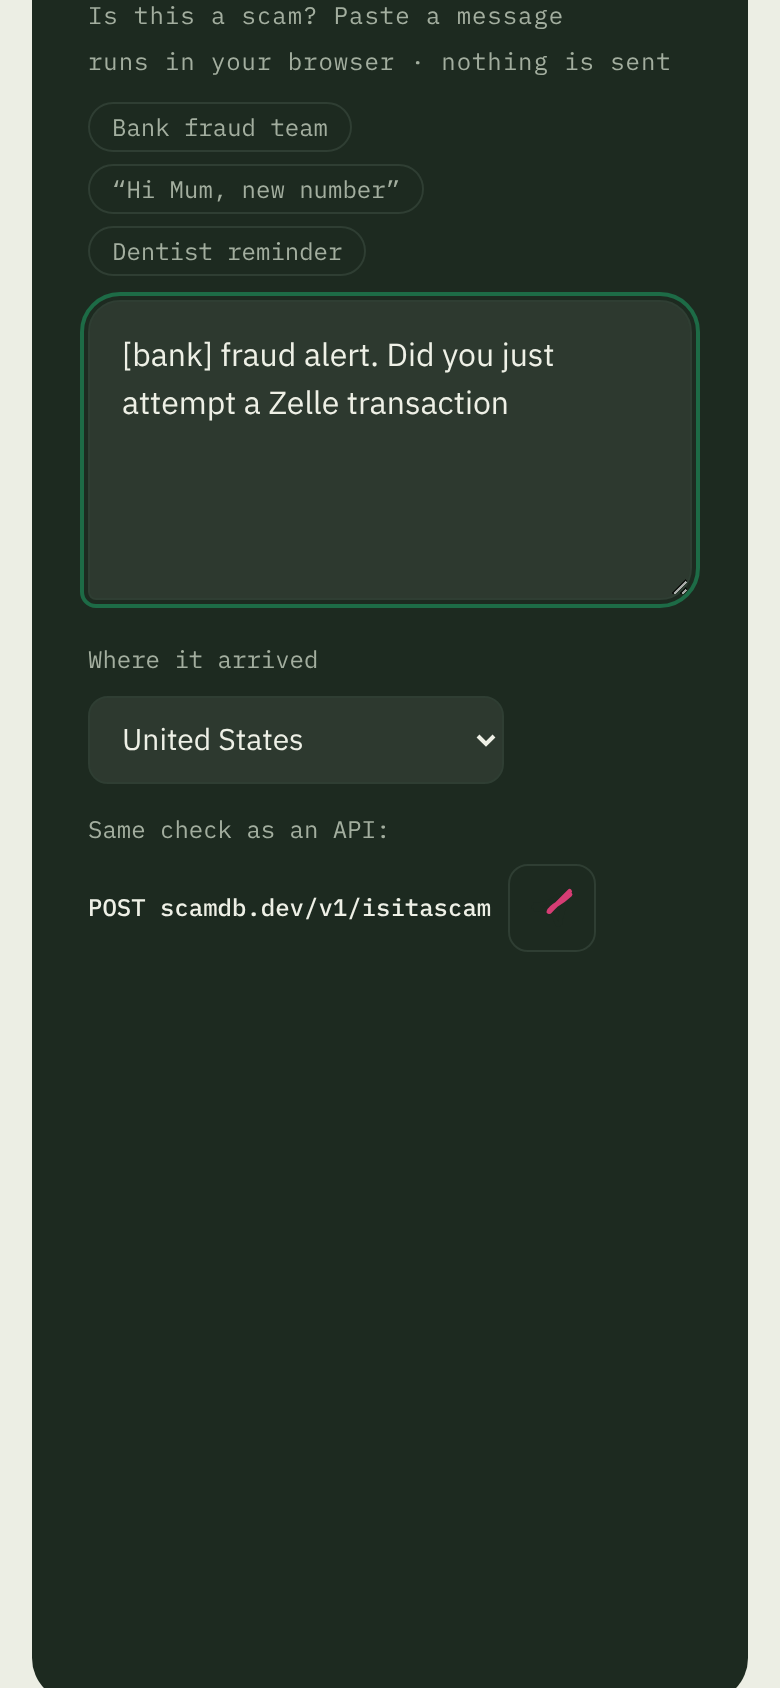 Is this a scam? Paste a message
runs in your browser · nothing is sent
Bank fraud team
“Hi Mum, new number”
Dentist reminder
[bank] fraud alert. Did you just
attempt a Zelle transaction
Where it arrived
United States
Same check as an API:
POST scamdb.dev/v1/isitascam